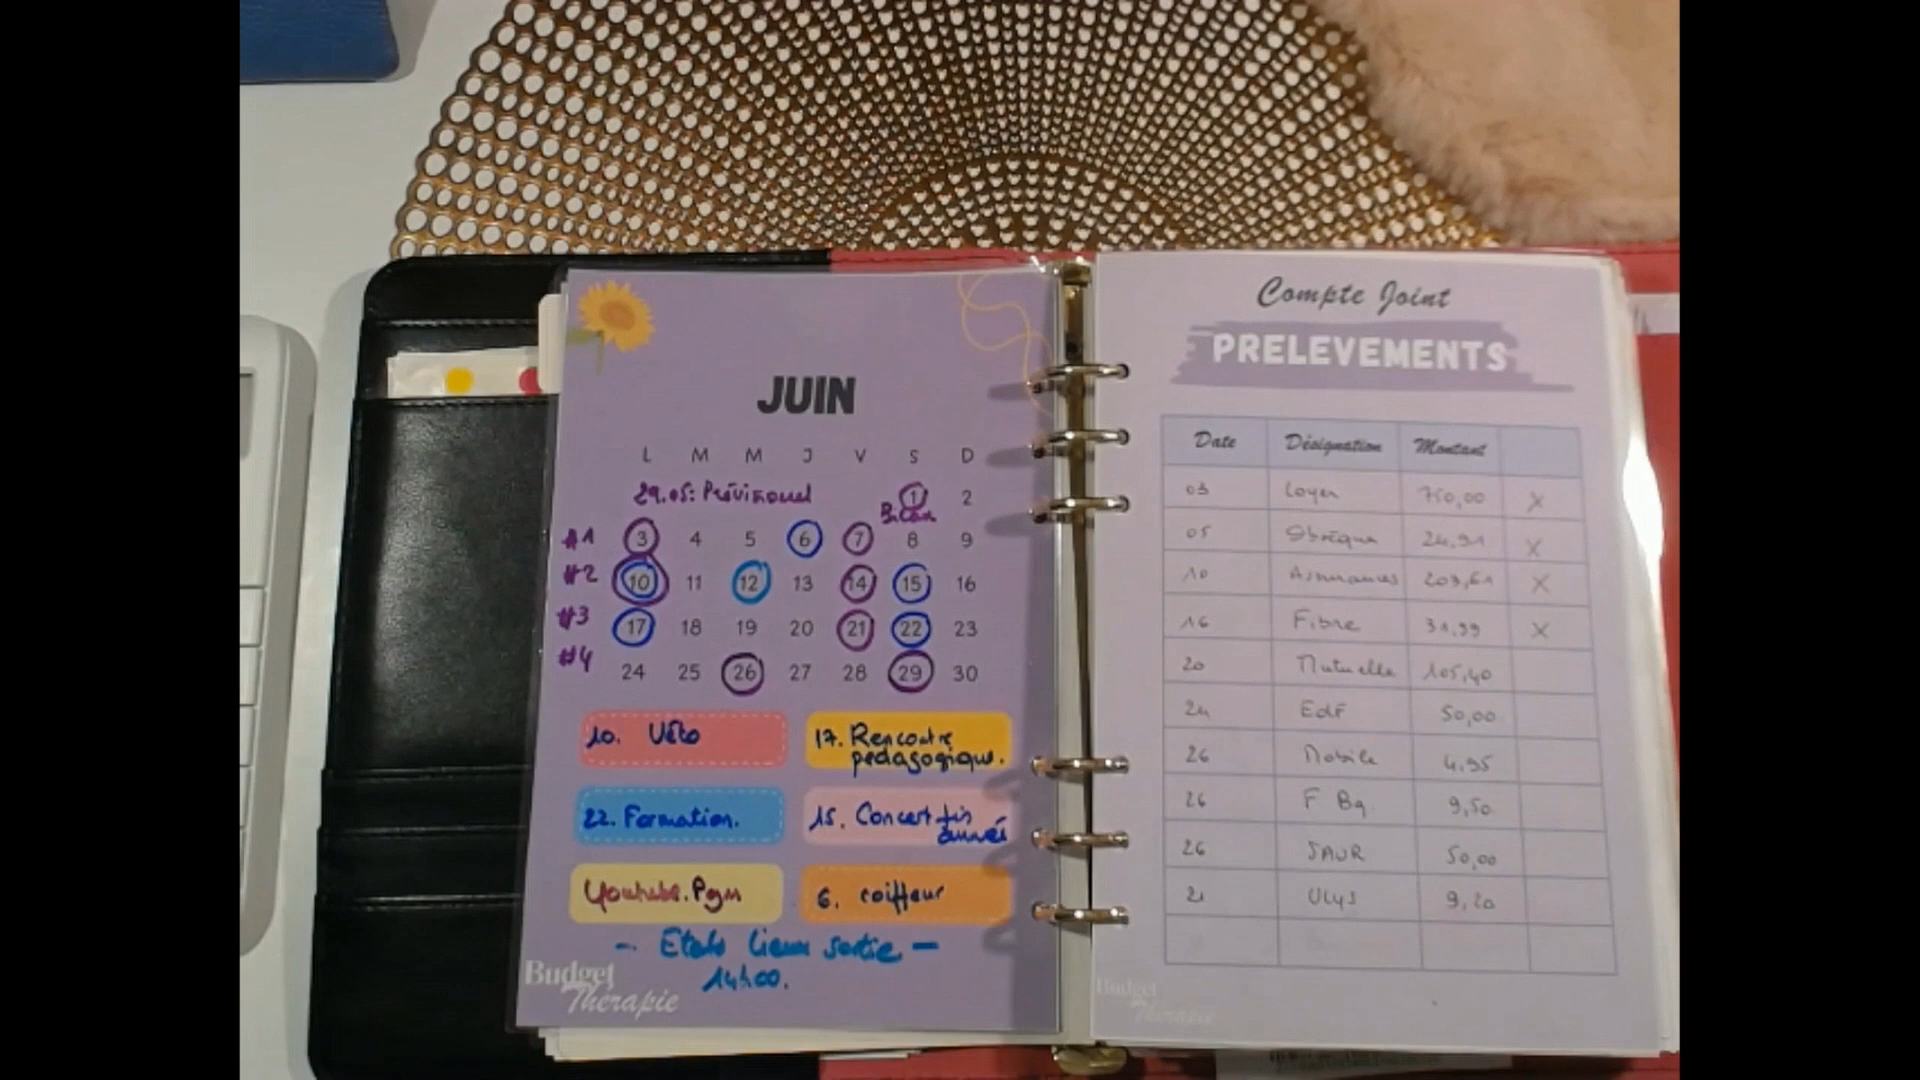 JUIN
L M M J V S D
29.05: Prévisionnel 1 2
Bilan
#1 3 4 5 6 7 8 9
#2 10 11 12 13 14 15 16
#3 17 18 19 20 21 22 23
#4 24 25 26 27 28 29 30
10. Véto
17. Rencontre
pédagogique.
22. Formation.
15. Concert fin
année
Youtube. Pgm
6. coiffeur
- Etats lieux sortie -
14h00.
Budget
Thérapie
Compte Joint
PRELEVEMENTS
Date Désignation Montant
03 Loyer 750,00 X
05 Obsèque 24,91 X
10 Assurances 203,61 X
16 Fibre 31,99 X
20 Mutuelle 105,40
24 EdF 50,00
26 Mobile 4,95
26 F Bq 9,50
26 SAUR 50,00
21 Ulys 9,20
Budget
Thérapie